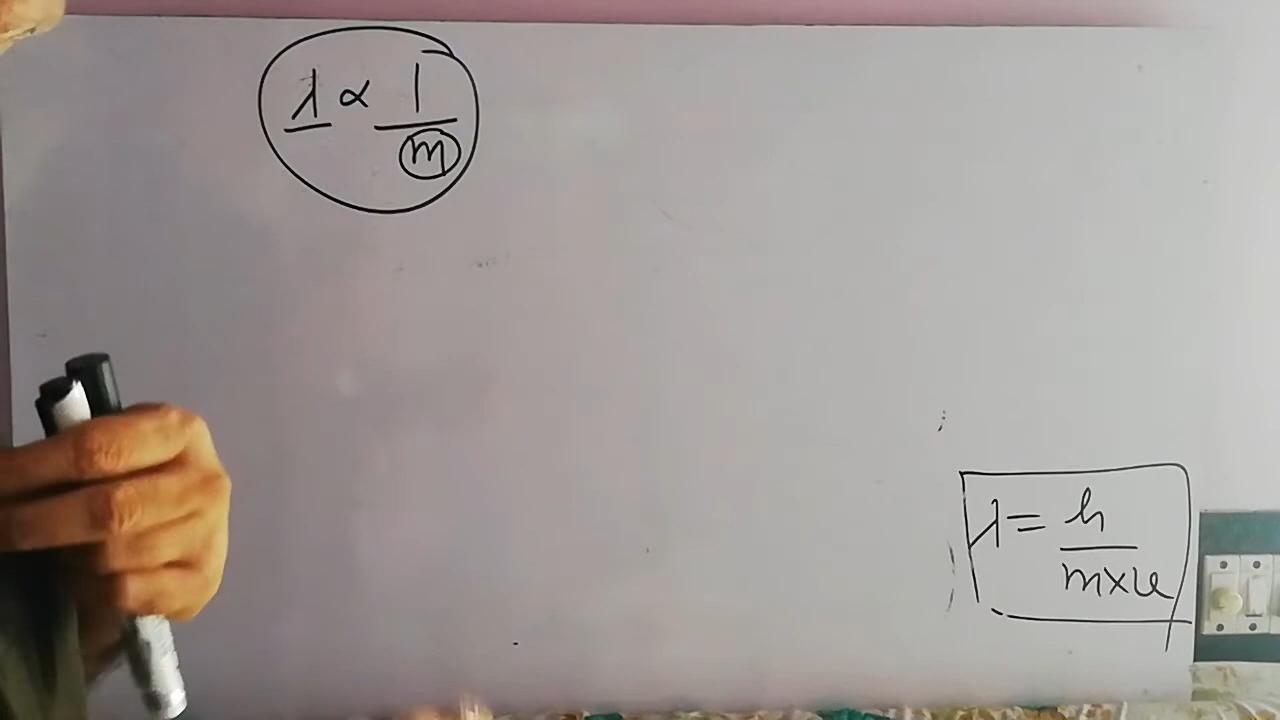 λ ∝ 1/m
λ = h/m×u